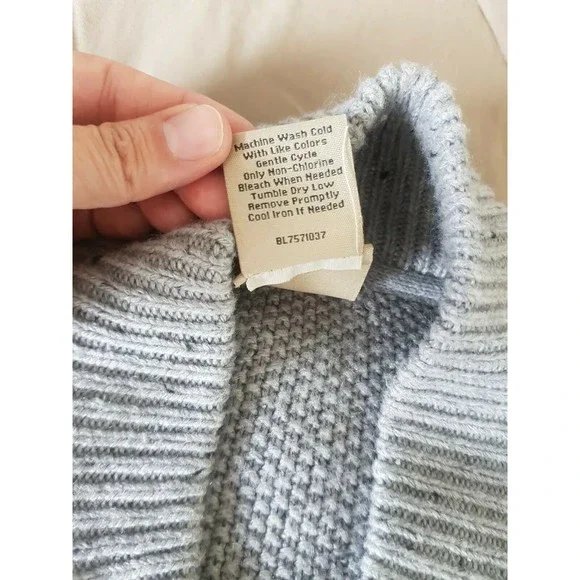 Machine Wash Cold
With Like Colors
Gentle Cycle
Only Non-Chlorine
Bleach When Needed
Tumble Dry Low
Remove Promptly
Cool Iron If Needed
BL7571037